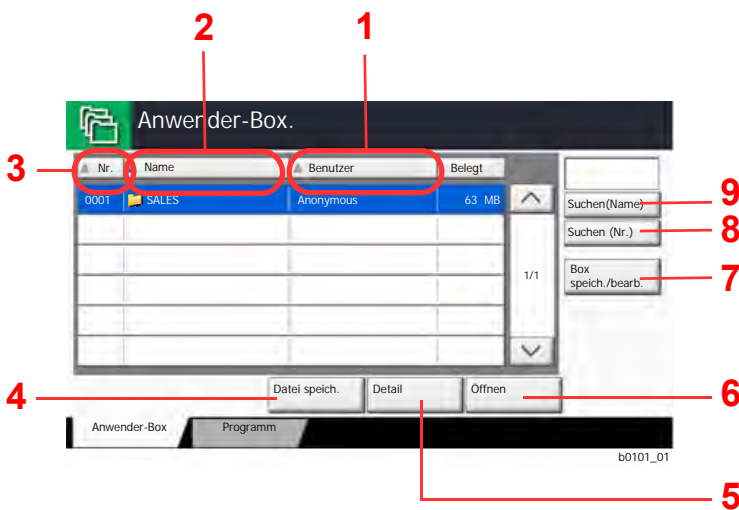 2 1
Anwender-Box.
3 Nr. Name Benutzer Belegt
0001 SALES Anonymous 63 MB
Suchen(Name) 9
Suchen (Nr.) 8
1/1
Box
speich./bearb. 7
4 Datei speich. Detail Öffnen 6
Anwender-Box Programm
b0101_01
5